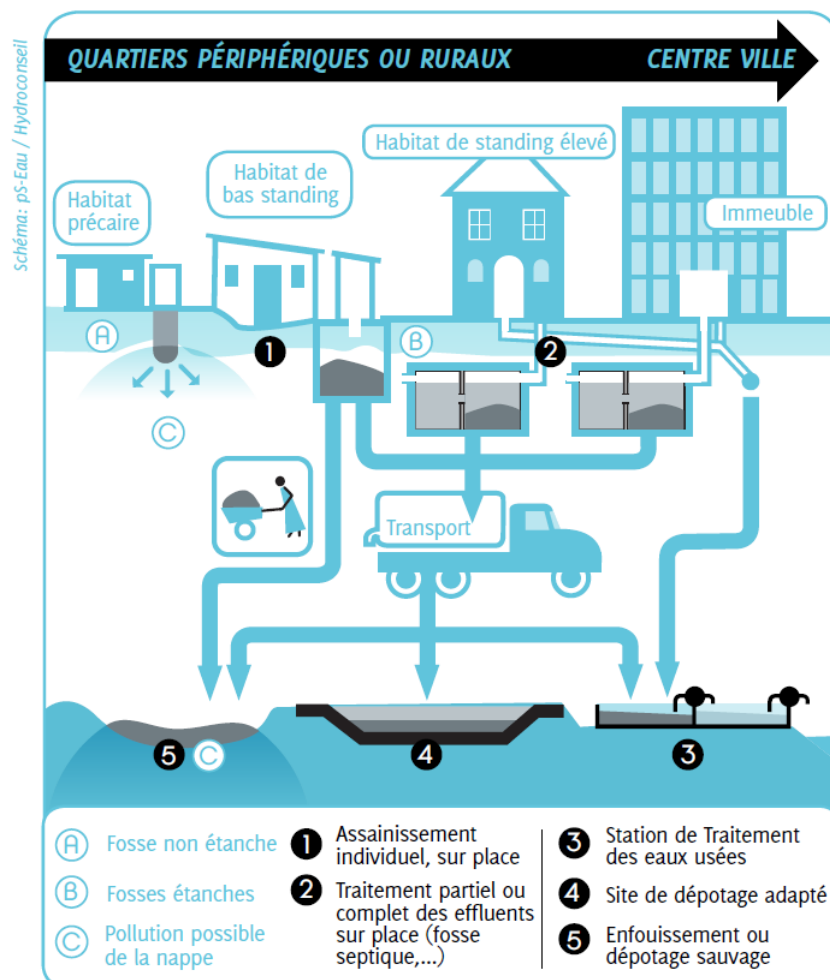 QUARTIERS PÉRIPHÉRIQUES OU RURAUX
CENTRE VILLE
Schéma: pS-Eau / Hydroconseil
Habitat
précaire
Habitat de
bas standing
Habitat de standing élevé
Immeuble
A
1
B
2
C
Transport
5
C
4
3
A Fosse non étanche
B Fosses étanches
C Pollution possible
de la nappe
1 Assainissement
individuel, sur place
2 Traitement partiel ou
complet des effluents
sur place (fosse
septique,...)
3 Station de Traitement
des eaux usées
4 Site de dépotage adapté
5 Enfouissement ou
dépotage sauvage